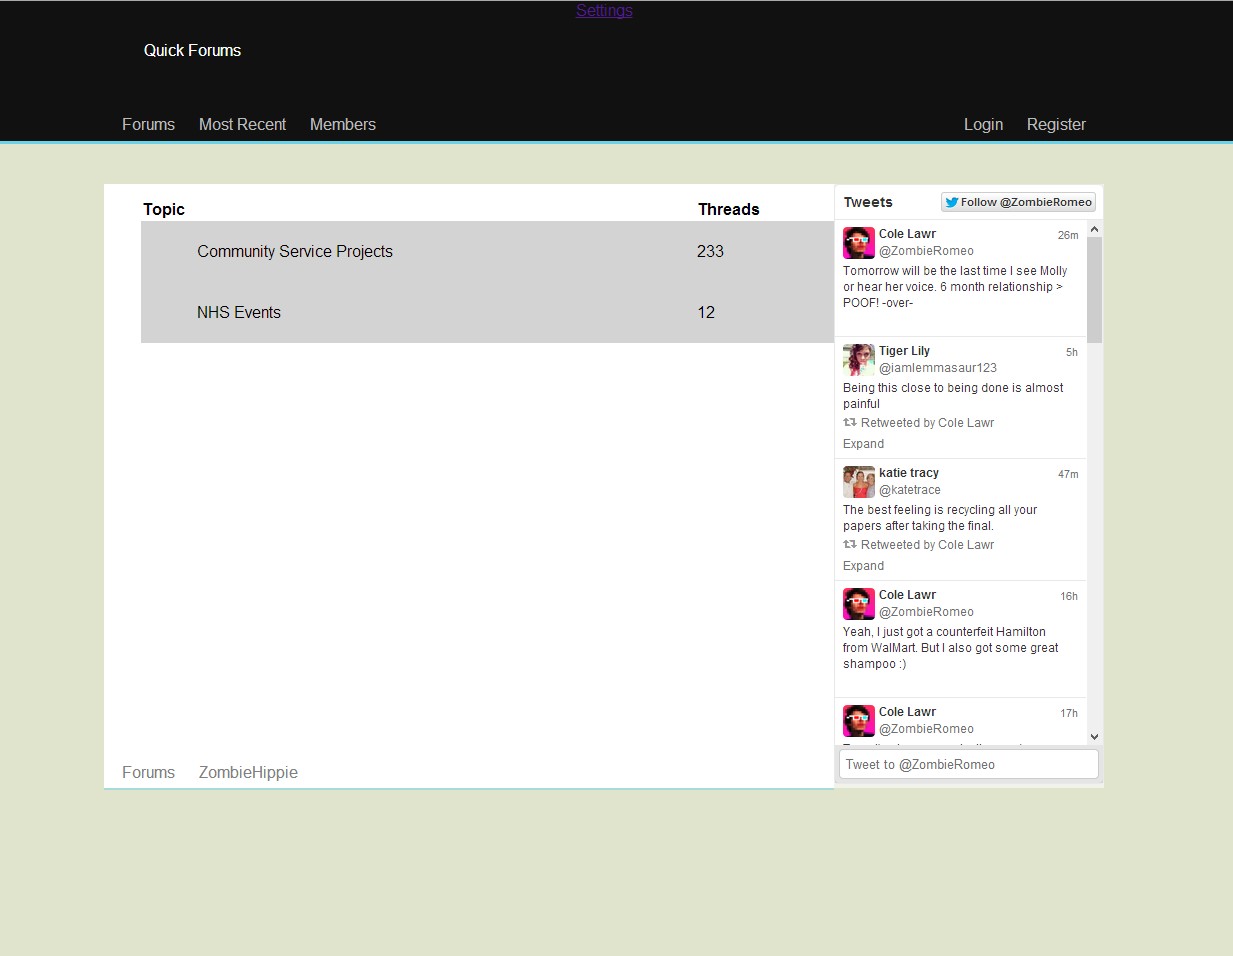 Settings
Quick Forums
Forums Most Recent Members Login Register
Topic Threads
Community Service Projects 233
NHS Events 12
Forums ZombieHippie
Tweets Follow @ZombieRomeo
Cole Lawr 26m
@ZombieRomeo
Tomorrow will be the last time I see Molly
or hear her voice. 6 month relationship >
POOF! -over-
Tiger Lily 5h
@iamlemmasaur123
Being this close to being done is almost
painful
Retweeted by Cole Lawr
Expand
katie tracy 47m
@katetrace
The best feeling is recycling all your
papers after taking the final.
Retweeted by Cole Lawr
Expand
Cole Lawr 16h
@ZombieRomeo
Yeah, I just got a counterfeit Hamilton
from WalMart. But I also got some great
shampoo :)
Cole Lawr 17h
@ZombieRomeo
Tweet to @ZombieRomeo